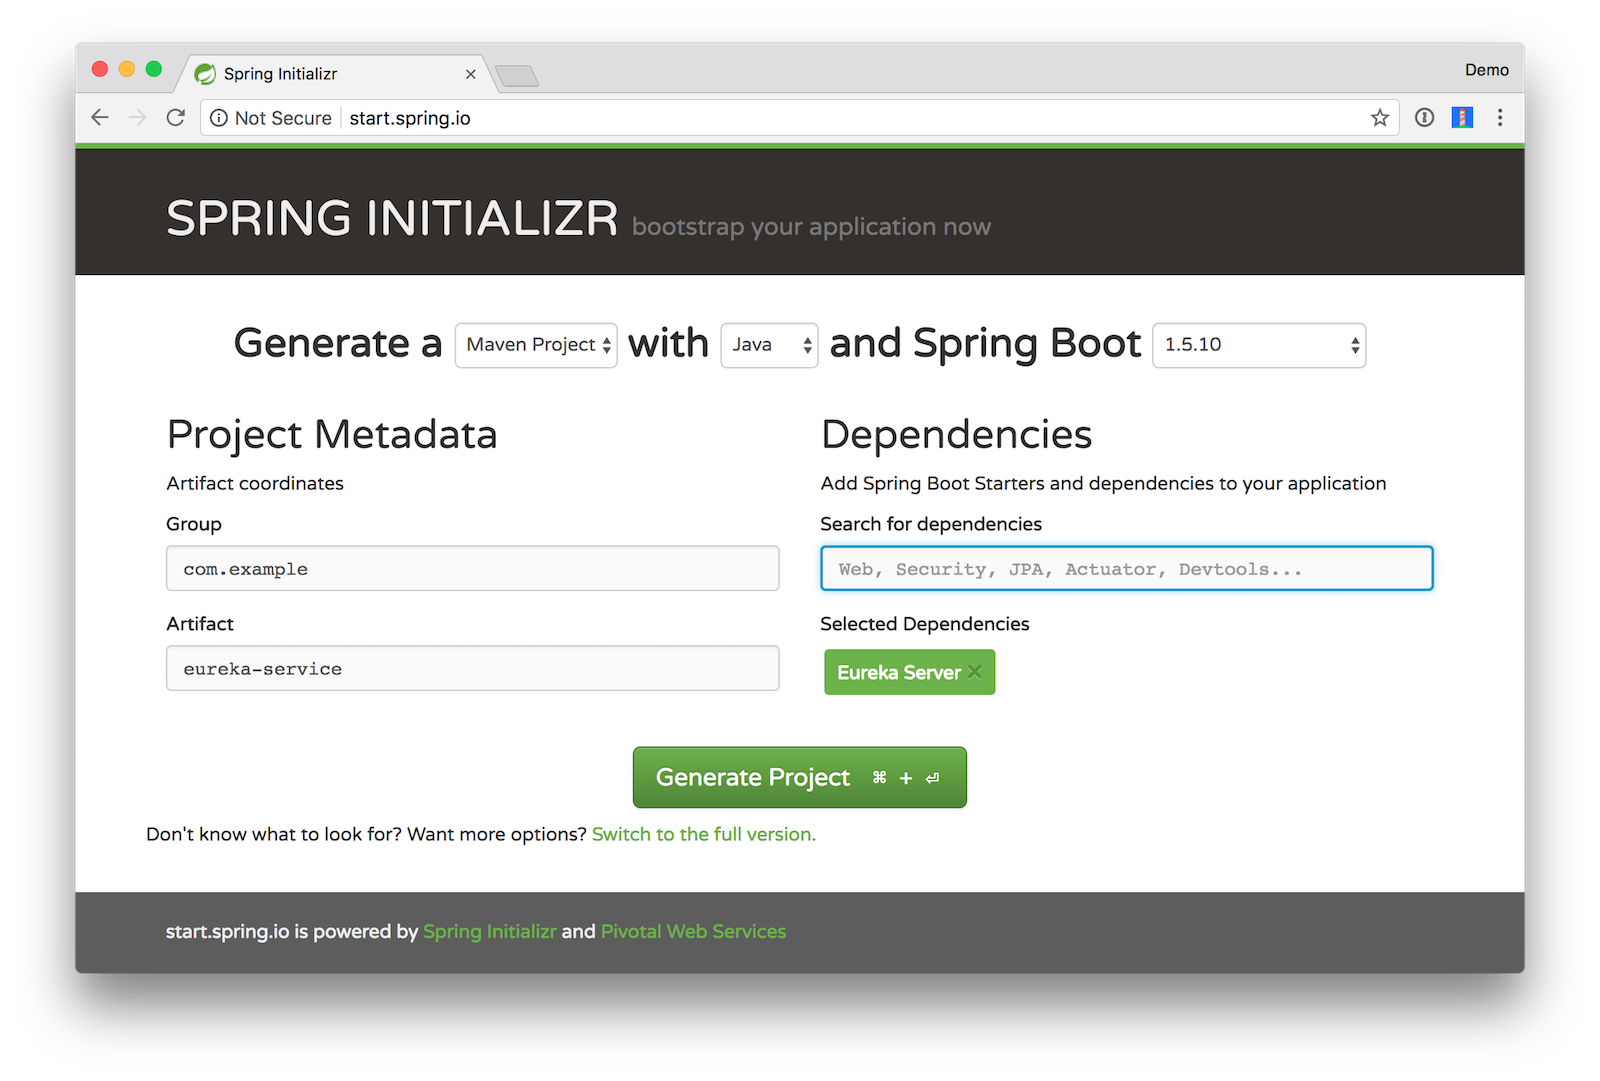 Spring Initializr
Demo
Not Secure start.spring.io
SPRING INITIALIZR bootstrap your application now
Generate a Maven Project with Java and Spring Boot 1.5.10
Project Metadata
Artifact coordinates
Group
com.example
Artifact
eureka-service
Dependencies
Add Spring Boot Starters and dependencies to your application
Search for dependencies
Web, Security, JPA, Actuator, Devtools...
Selected Dependencies
Eureka Server ×
Generate Project ⌘ + ⏎
Don't know what to look for? Want more options? Switch to the full version.
start.spring.io is powered by Spring Initializr and Pivotal Web Services